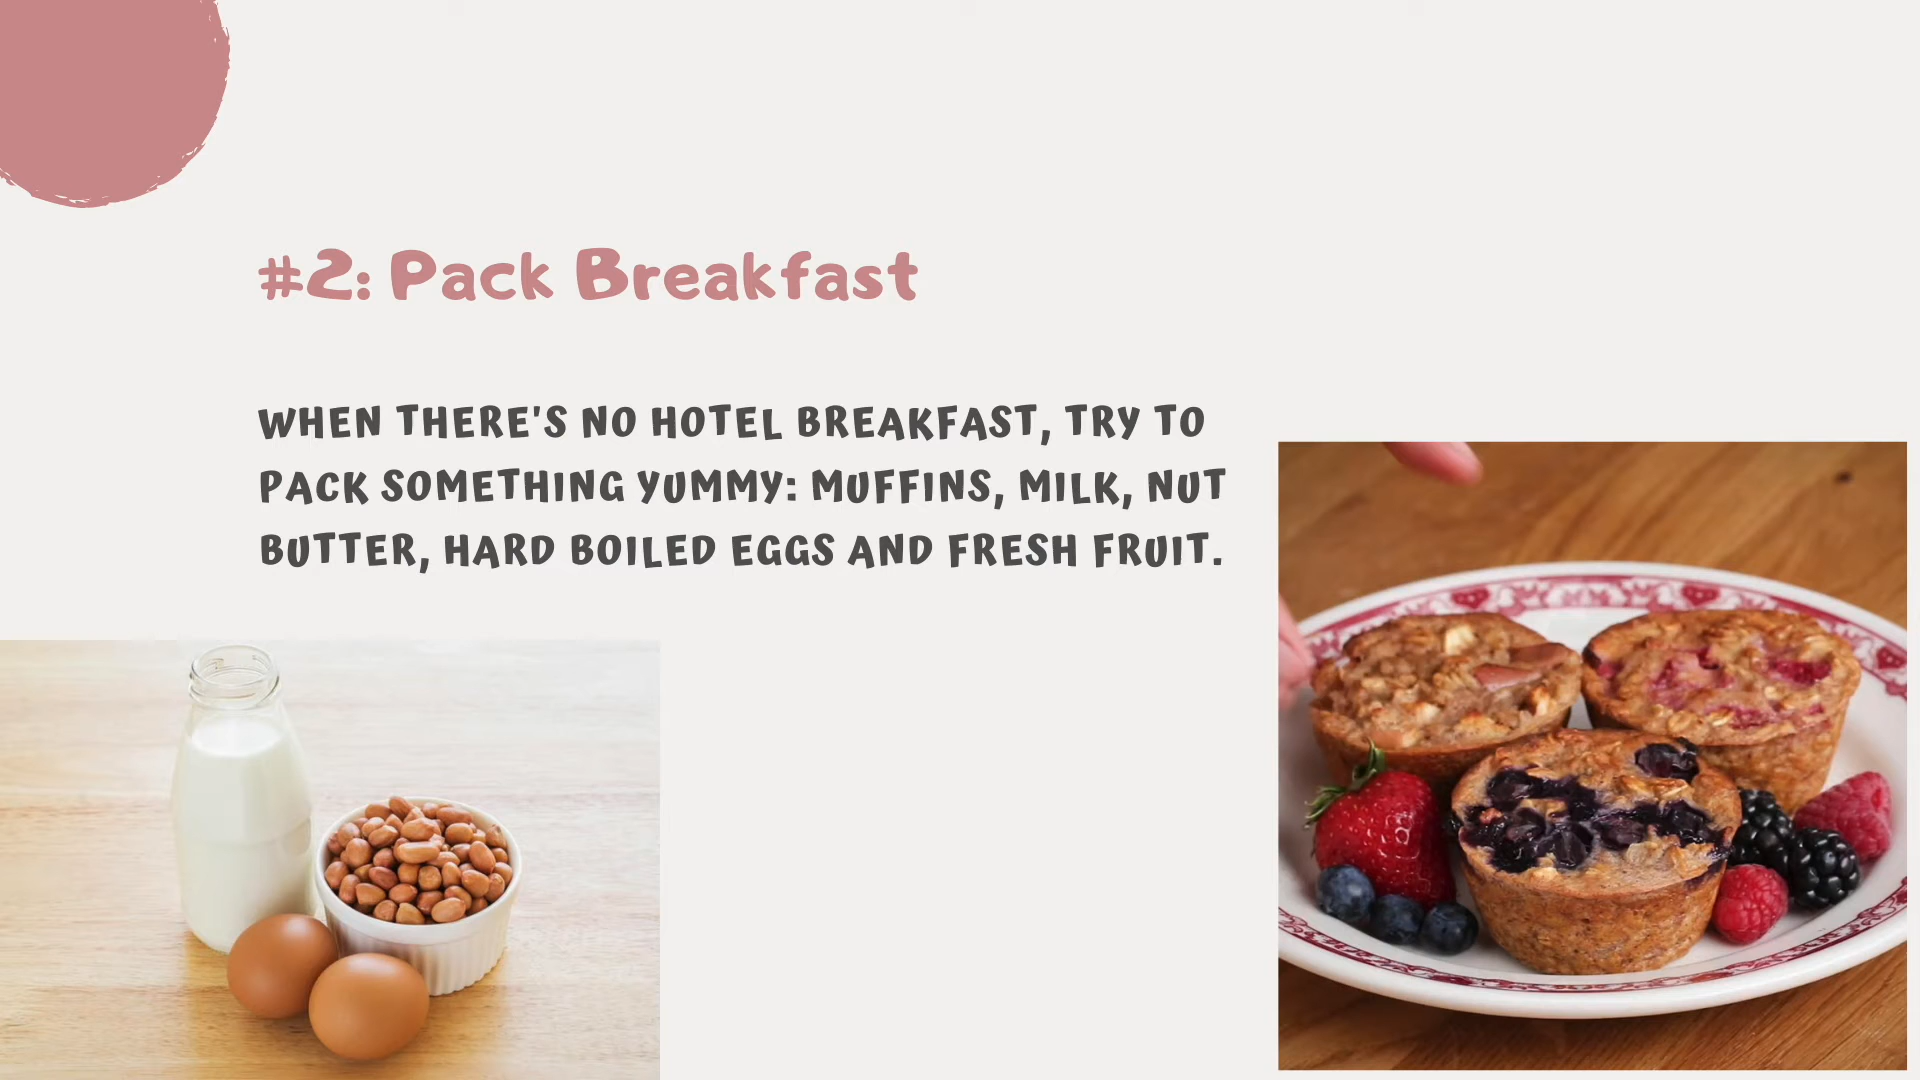 #2: Pack Breakfast
WHEN THERE'S NO HOTEL BREAKFAST, TRY TO
PACK SOMETHING YUMMY: MUFFINS, MILK, NUT
BUTTER, HARD BOILED EGGS AND FRESH FRUIT.